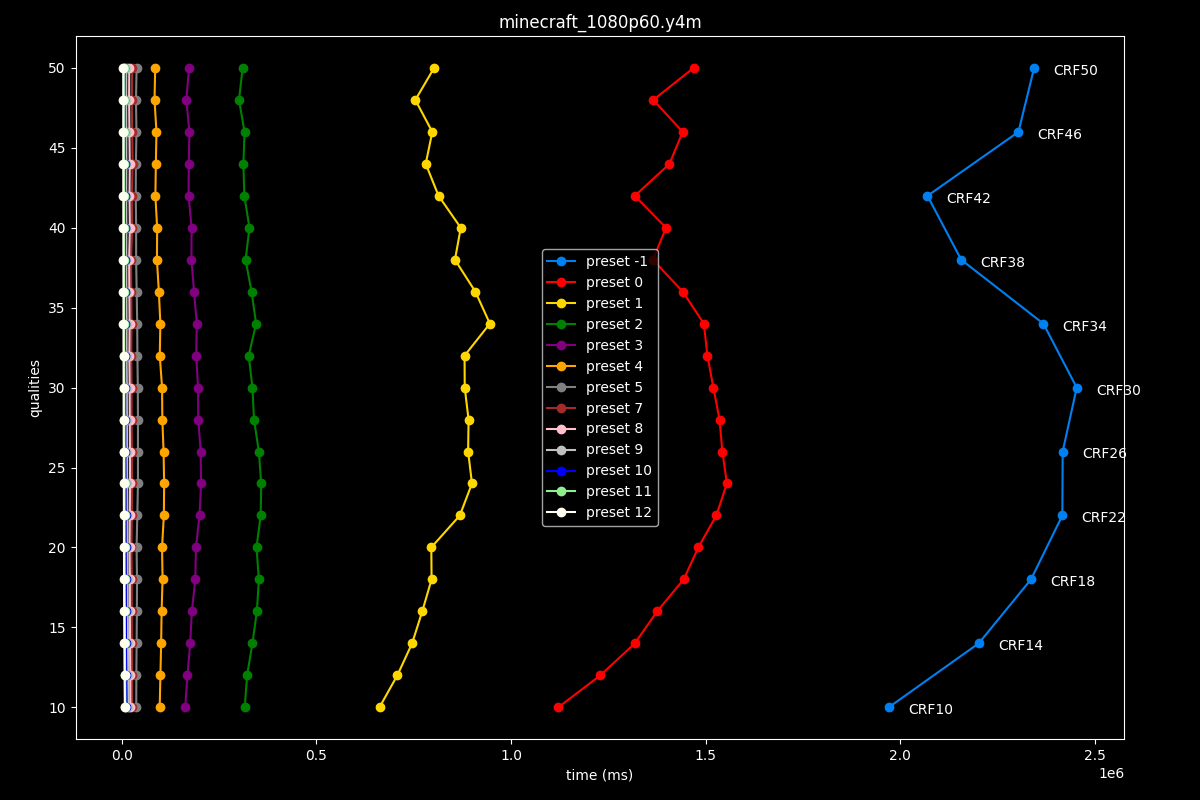 minecraft_1080p60.y4m
50
45
40
35
30
25
20
15
10
qualities
0.0
0.5
1.0
1.5
2.0
2.5
1e6
time (ms)
CRF50
CRF46
CRF42
CRF38
CRF34
CRF30
CRF26
CRF22
CRF18
CRF14
CRF10
preset -1
preset 0
preset 1
preset 2
preset 3
preset 4
preset 5
preset 7
preset 8
preset 9
preset 10
preset 11
preset 12